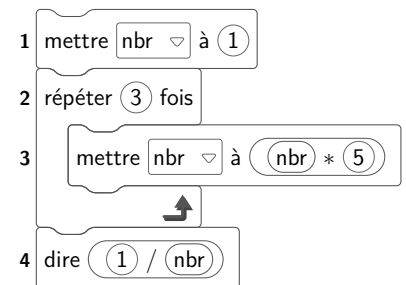 1 mettre nbr à 1
2 répéter 3 fois
3 mettre nbr à nbr * 5
4 dire 1 / nbr